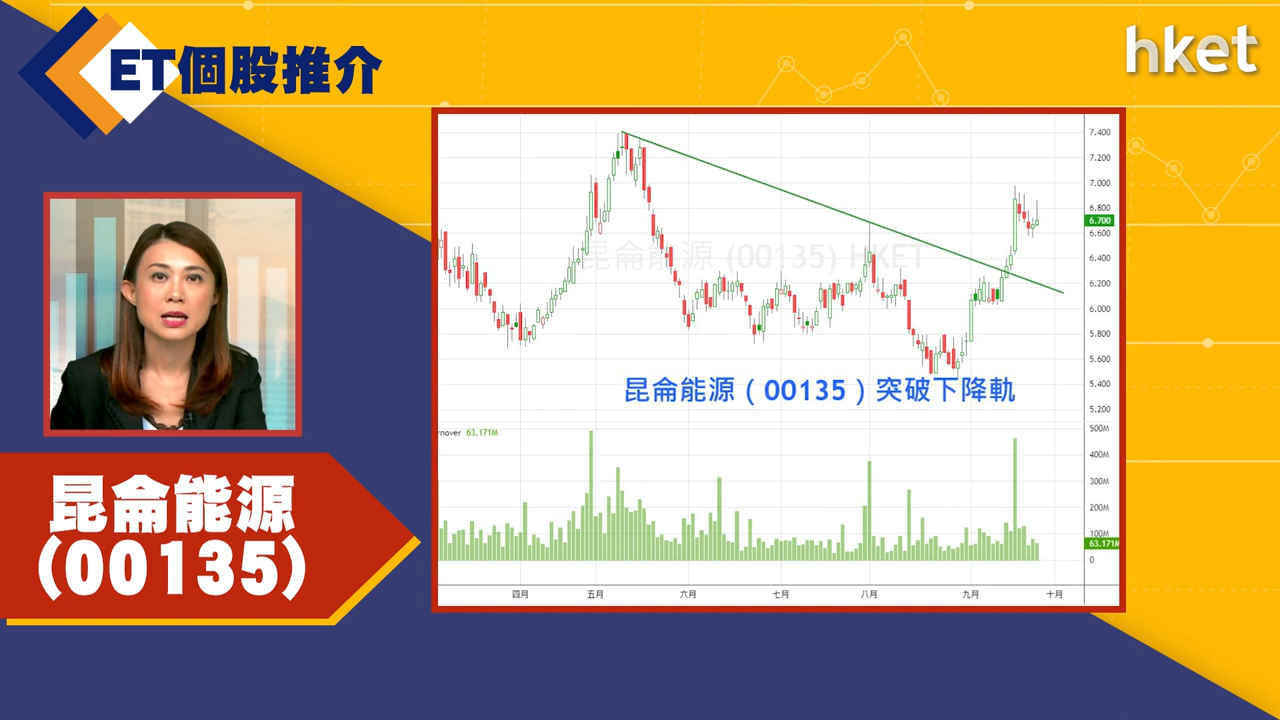 ET個股推介
hket
昆侖能源 (00135) HKET
昆侖能源（00135）突破下降軌
7.400
7.200
7.000
6.800
6.700
6.600
6.400
6.200
6.000
5.800
5.600
5.400
5.200
rnover 63.171M
500M
400M
300M
200M
100M
63.171M
0
四月 五月 六月 七月 八月 九月 十月
昆侖能源
(00135)